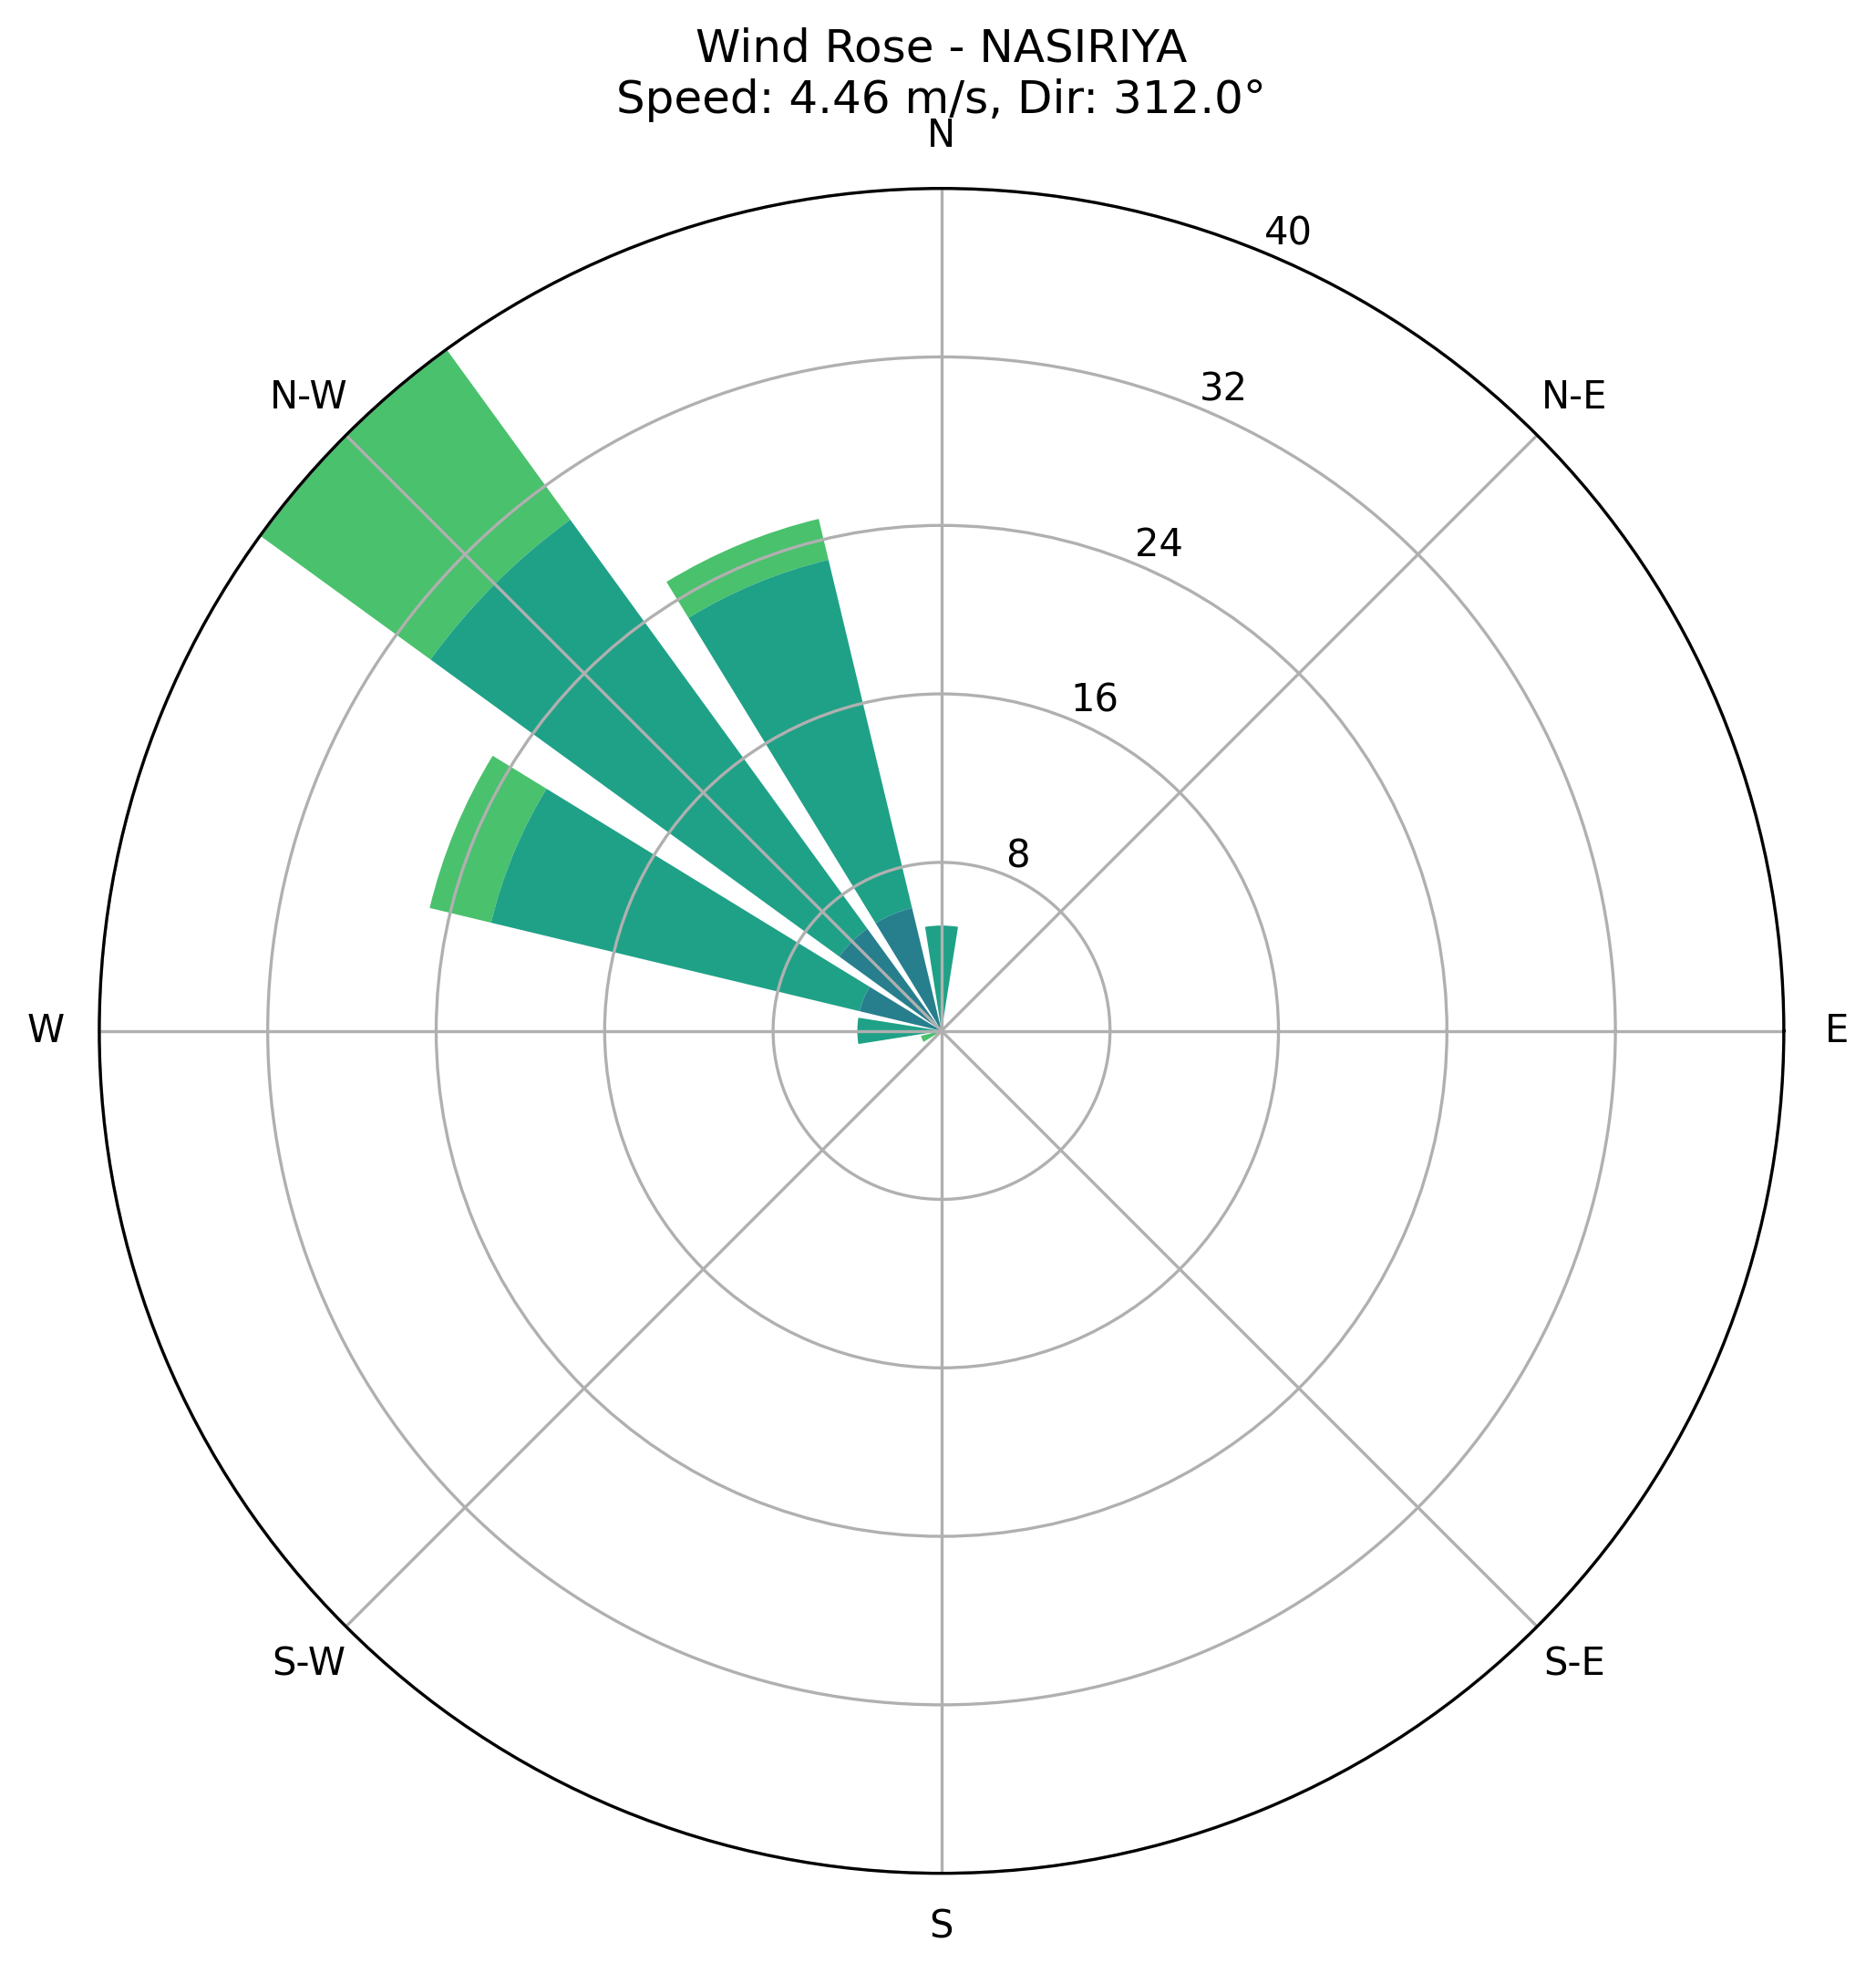 Wind Rose - NASIRIYA
Speed: 4.46 m/s, Dir: 312.0°
N
40
32
N-W
N-E
24
16
8
W
E
S-W
S-E
S